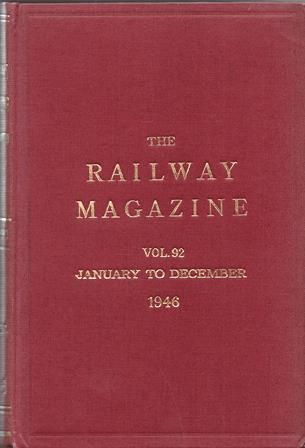 THE
RAILWAY
MAGAZINE
VOL.92
JANUARY TO DECEMBER
1946